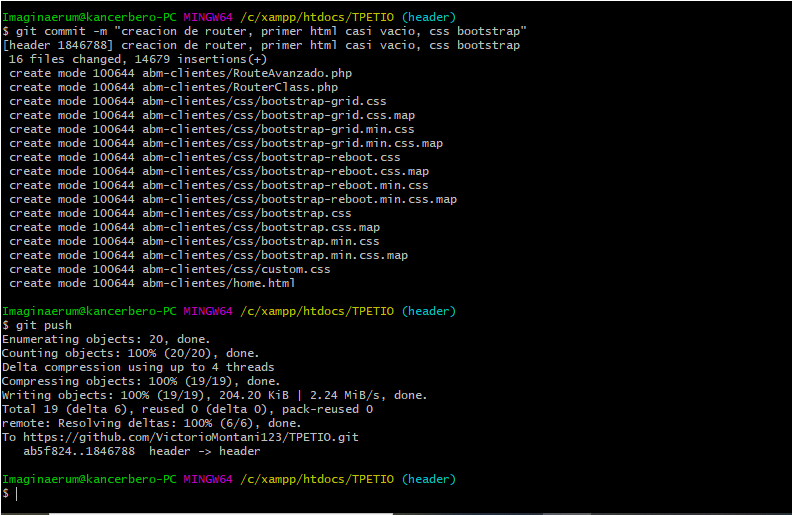 Imaginaerum@kancerbero-PC MINGW64 /c/xampp/htdocs/TPETIO (header)
$ git commit -m "creacion de router, primer html casi vacio, css bootstrap"
[header 1846788] creacion de router, primer html casi vacio, css bootstrap
 16 files changed, 14679 insertions(+)
 create mode 100644 abm-clientes/RouteAvanzado.php
 create mode 100644 abm-clientes/RouterClass.php
 create mode 100644 abm-clientes/css/bootstrap-grid.css
 create mode 100644 abm-clientes/css/bootstrap-grid.css.map
 create mode 100644 abm-clientes/css/bootstrap-grid.min.css
 create mode 100644 abm-clientes/css/bootstrap-grid.min.css.map
 create mode 100644 abm-clientes/css/bootstrap-reboot.css
 create mode 100644 abm-clientes/css/bootstrap-reboot.css.map
 create mode 100644 abm-clientes/css/bootstrap-reboot.min.css
 create mode 100644 abm-clientes/css/bootstrap-reboot.min.css.map
 create mode 100644 abm-clientes/css/bootstrap.css
 create mode 100644 abm-clientes/css/bootstrap.css.map
 create mode 100644 abm-clientes/css/bootstrap.min.css
 create mode 100644 abm-clientes/css/bootstrap.min.css.map
 create mode 100644 abm-clientes/css/custom.css
 create mode 100644 abm-clientes/home.html
Imaginaerum@kancerbero-PC MINGW64 /c/xampp/htdocs/TPETIO (header)
$ git push
Enumerating objects: 20, done.
Counting objects: 100% (20/20), done.
Delta compression using up to 4 threads
Compressing objects: 100% (19/19), done.
Writing objects: 100% (19/19), 204.20 KiB | 2.24 MiB/s, done.
Total 19 (delta 6), reused 0 (delta 0), pack-reused 0
remote: Resolving deltas: 100% (6/6), done.
To https://github.com/VictorioMontani123/TPETIO.git
   ab5f824..1846788  header -> header
Imaginaerum@kancerbero-PC MINGW64 /c/xampp/htdocs/TPETIO (header)
$